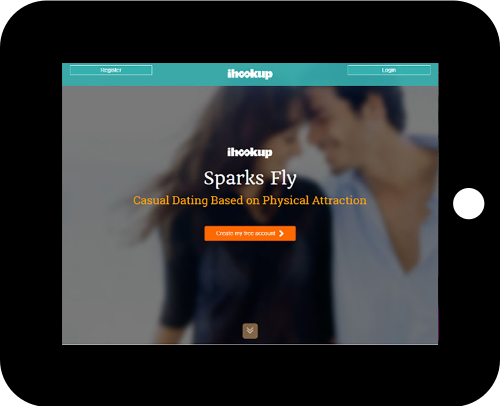 Register
ihookup
Login
ihookup
Sparks Fly
Casual Dating Based on Physical Attraction
Create my free account